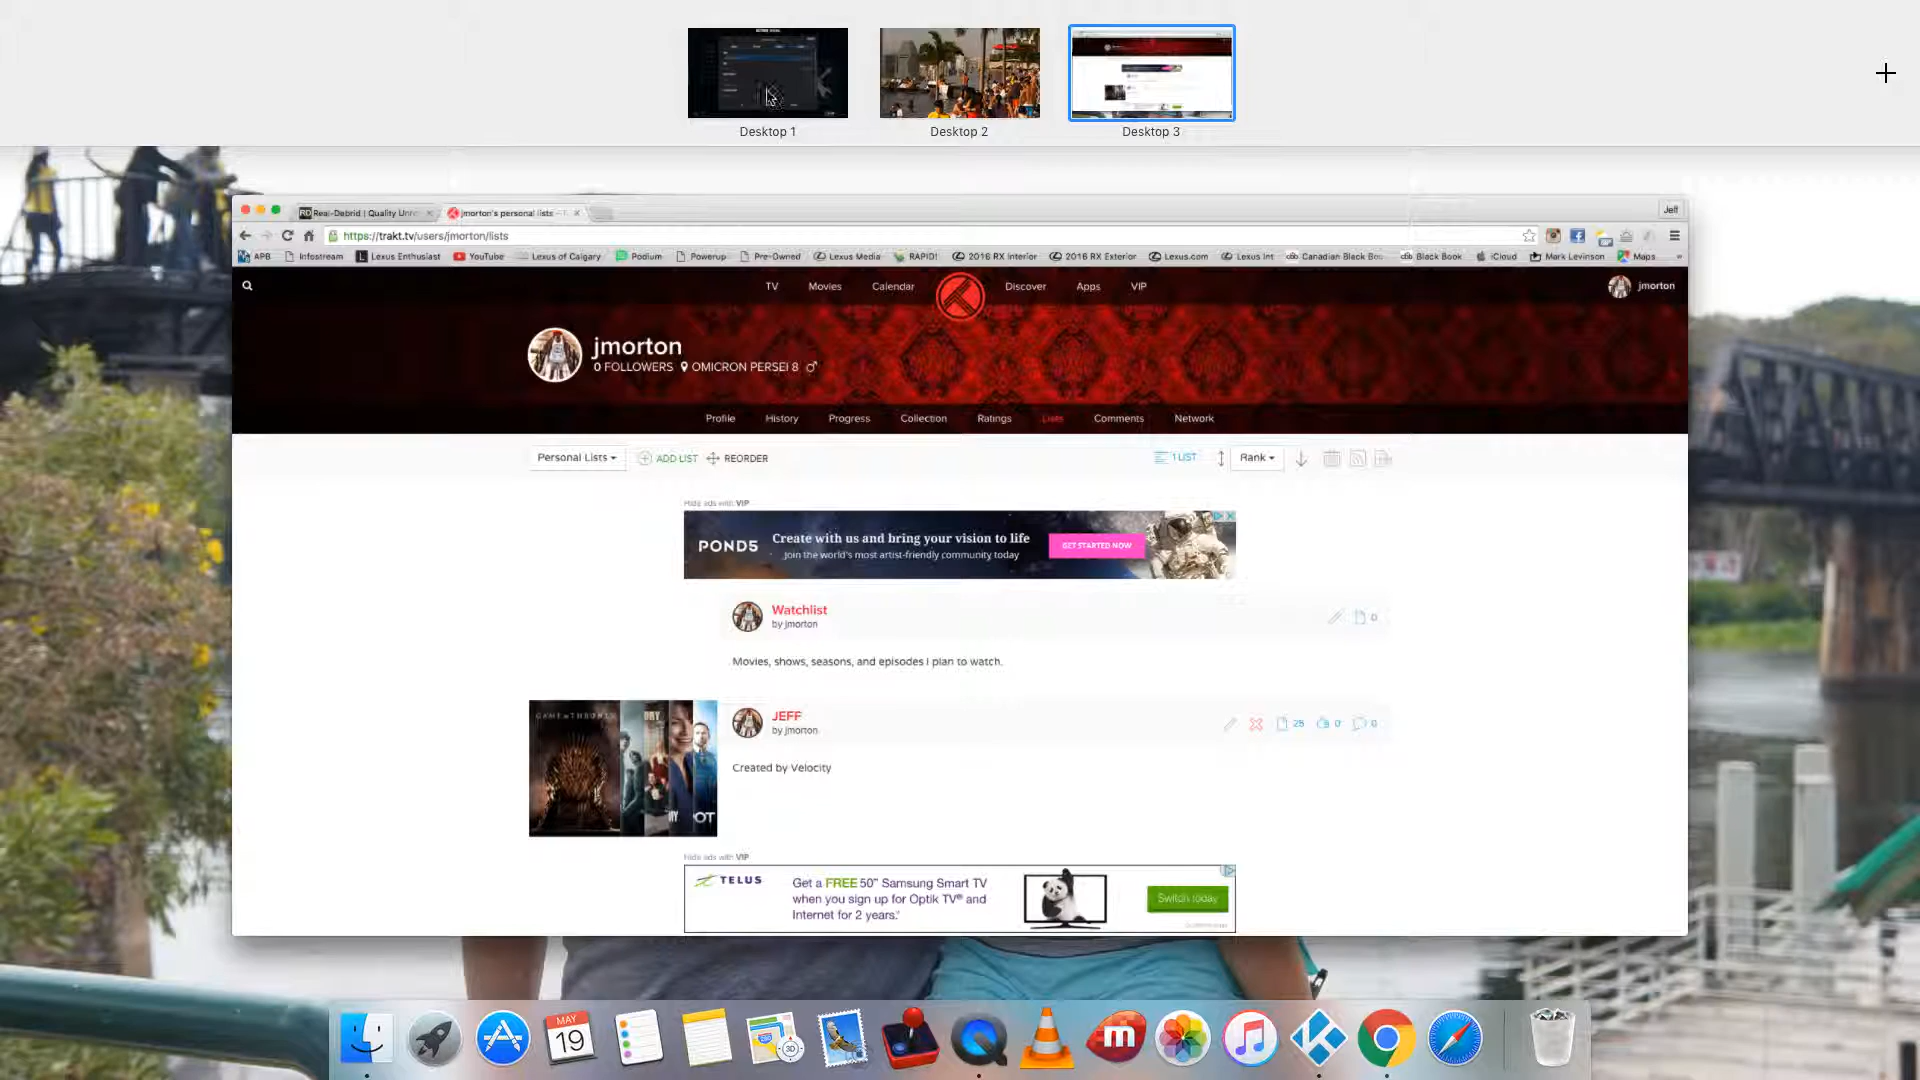 Desktop 1
Desktop 2
Desktop 3
Jeff
Real-Debrid | Quality Unre
jmorton's personal lists - T
https://trakt.tv/users/jmorton/lists
APB
Infostream
Lexus Enthusiast
YouTube
Lexus of Calgary
Podium
Powerup
Pre-Owned
Lexus Media
RAPID!
2016 RX Interior
2016 RX Exterior
Lexus.com
Lexus Int
Canadian Black Boo
Black Book
iCloud
Mark Levinson
Maps
TV
Movies
Calendar
Discover
Apps
VIP
jmorton
jmorton
0 FOLLOWERS OMICRON PERSEI 8
Profile
History
Progress
Collection
Ratings
Lists
Comments
Network
Personal Lists
ADD LIST
REORDER
1 LIST
Rank
Hide ads with VIP
POND5
Create with us and bring your vision to life
Join the world's most artist-friendly community today
GET STARTED NOW
Watchlist
by jmorton
0
Movies, shows, seasons, and episodes I plan to watch.
GAME OF THRONES
JEFF
by jmorton
25
0
0
Created by Velocity
Hide ads with VIP
TELUS
Get a FREE 50" Samsung Smart TV
when you sign up for Optik TV® and
Internet for 2 years.
Switch today
MAY
19
3D
m